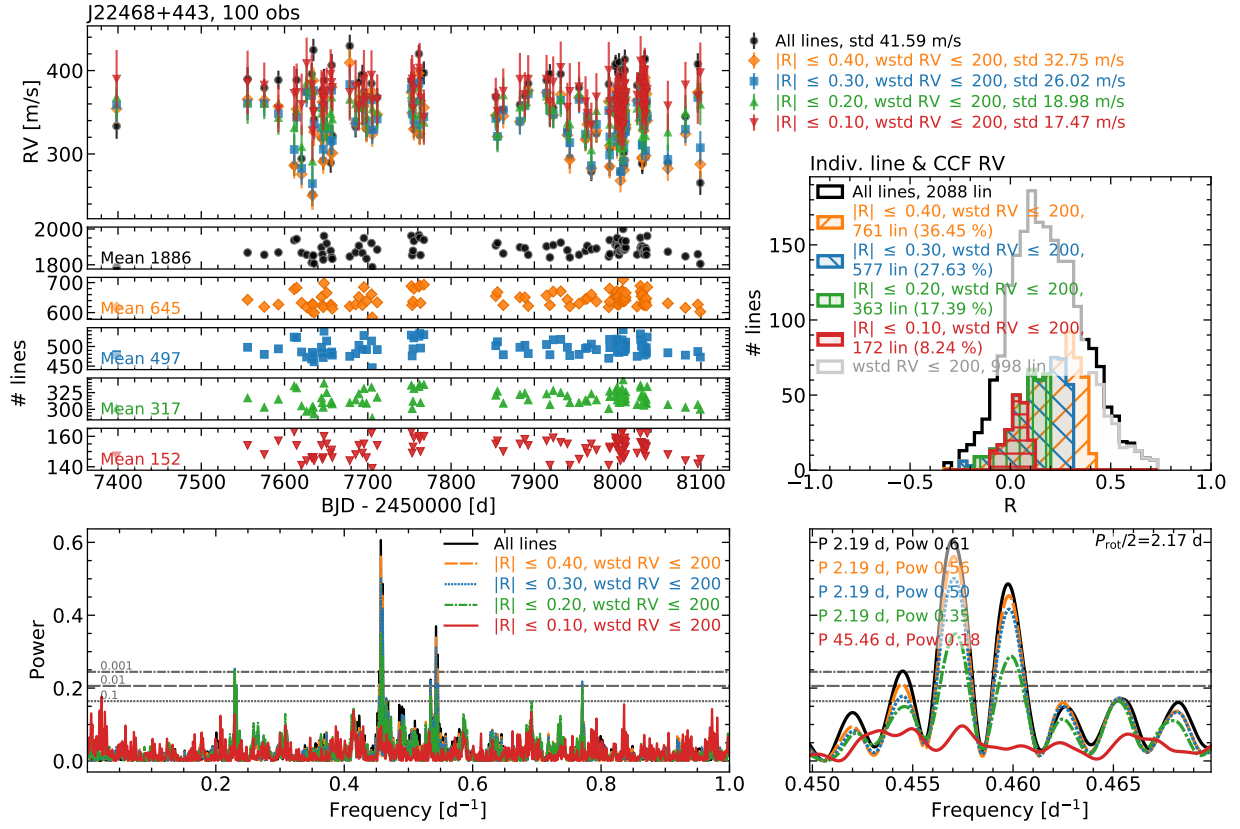 J22468+443, 100 obs
RV [m/s]
400
300
All lines, std 41.59 m/s
|R| ≤ 0.40, wstd RV ≤ 200, std 32.75 m/s
|R| ≤ 0.30, wstd RV ≤ 200, std 26.02 m/s
|R| ≤ 0.20, wstd RV ≤ 200, std 18.98 m/s
|R| ≤ 0.10, wstd RV ≤ 200, std 17.47 m/s
# lines
2000
1800
Mean 1886
700
600
Mean 645
500
450
Mean 497
325
300
Mean 317
160
140
Mean 152
7400 7500 7600 7700 7800 7900 8000 8100
BJD - 2450000 [d]
Indiv. line & CCF RV
# lines
150
100
50
0
All lines, 2088 lin
|R| ≤ 0.40, wstd RV ≤ 200,
761 lin (36.45 %)
|R| ≤ 0.30, wstd RV ≤ 200,
577 lin (27.63 %)
|R| ≤ 0.20, wstd RV ≤ 200,
363 lin (17.39 %)
|R| ≤ 0.10, wstd RV ≤ 200,
172 lin (8.24 %)
wstd RV ≤ 200, 998 lin
−1.0 −0.5 0.0 0.5 1.0
R
Power
0.6
0.4
0.2
0.0
All lines
|R| ≤ 0.40, wstd RV ≤ 200
|R| ≤ 0.30, wstd RV ≤ 200
|R| ≤ 0.20, wstd RV ≤ 200
|R| ≤ 0.10, wstd RV ≤ 200
0.001
0.01
0.1
0.2 0.4 0.6 0.8 1.0
Frequency [d⁻¹]
P 2.19 d, Pow 0.61
P 2.19 d, Pow 0.56
P 2.19 d, Pow 0.50
P 2.19 d, Pow 0.35
P 45.46 d, Pow 0.18
P_rot/2=2.17 d
0.450 0.455 0.460 0.465
Frequency [d⁻¹]